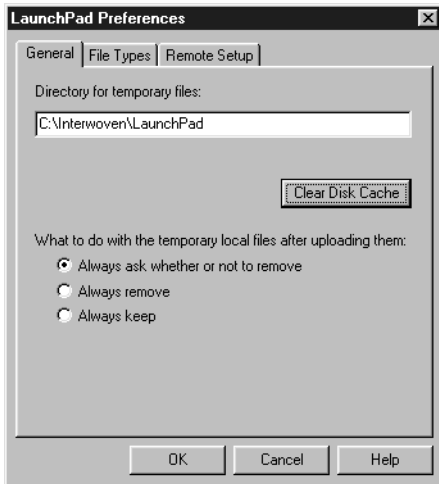 LaunchPad Preferences
General File Types Remote Setup
Directory for temporary files:
C:\Interwoven\LaunchPad
Clear Disk Cache
What to do with the temporary local files after uploading them:
Always ask whether or not to remove
Always remove
Always keep
OK Cancel Help